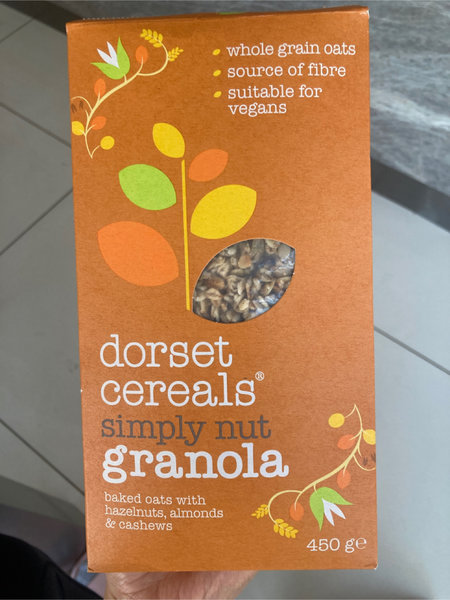 whole grain oats
source of fibre
suitable for
vegans
dorset
cereals®
simply nut
granola
baked oats with
hazelnuts, almonds
& cashews
450 g℮